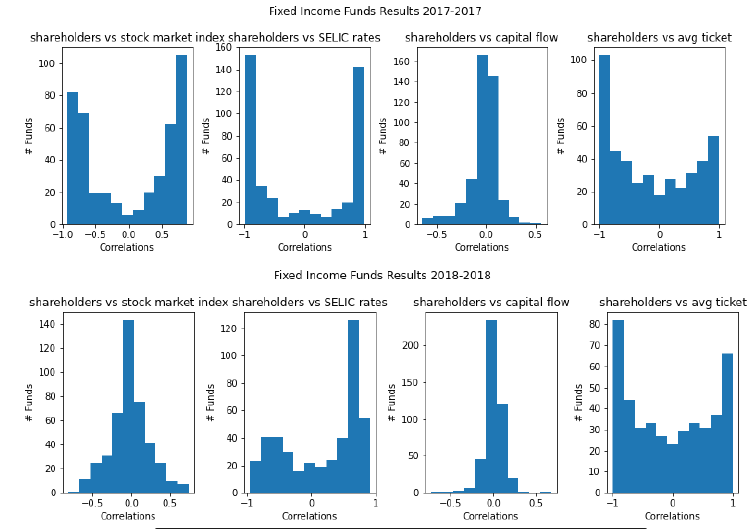 Fixed Income Funds Results 2017-2017
shareholders vs stock market index shareholders vs SELIC rates shareholders vs capital flow shareholders vs avg ticket
# Funds
100
80
60
40
20
0
−1.0 −0.5 0.0 0.5
Correlations
# Funds
160
140
120
100
80
60
40
20
0
−1 0 1
Correlations
# Funds
160
140
120
100
80
60
40
20
0
−0.5 0.0 0.5
Correlations
# Funds
100
80
60
40
20
0
−1 0 1
Correlations
Fixed Income Funds Results 2018-2018
shareholders vs stock market index shareholders vs SELIC rates shareholders vs capital flow shareholders vs avg ticket
# Funds
140
120
100
80
60
40
20
0
−0.5 0.0 0.5
Correlations
# Funds
120
100
80
60
40
20
0
−1 0 1
Correlations
# Funds
200
150
100
50
0
−0.5 0.0 0.5
Correlations
# Funds
80
70
60
50
40
30
20
10
0
−1 0 1
Correlations